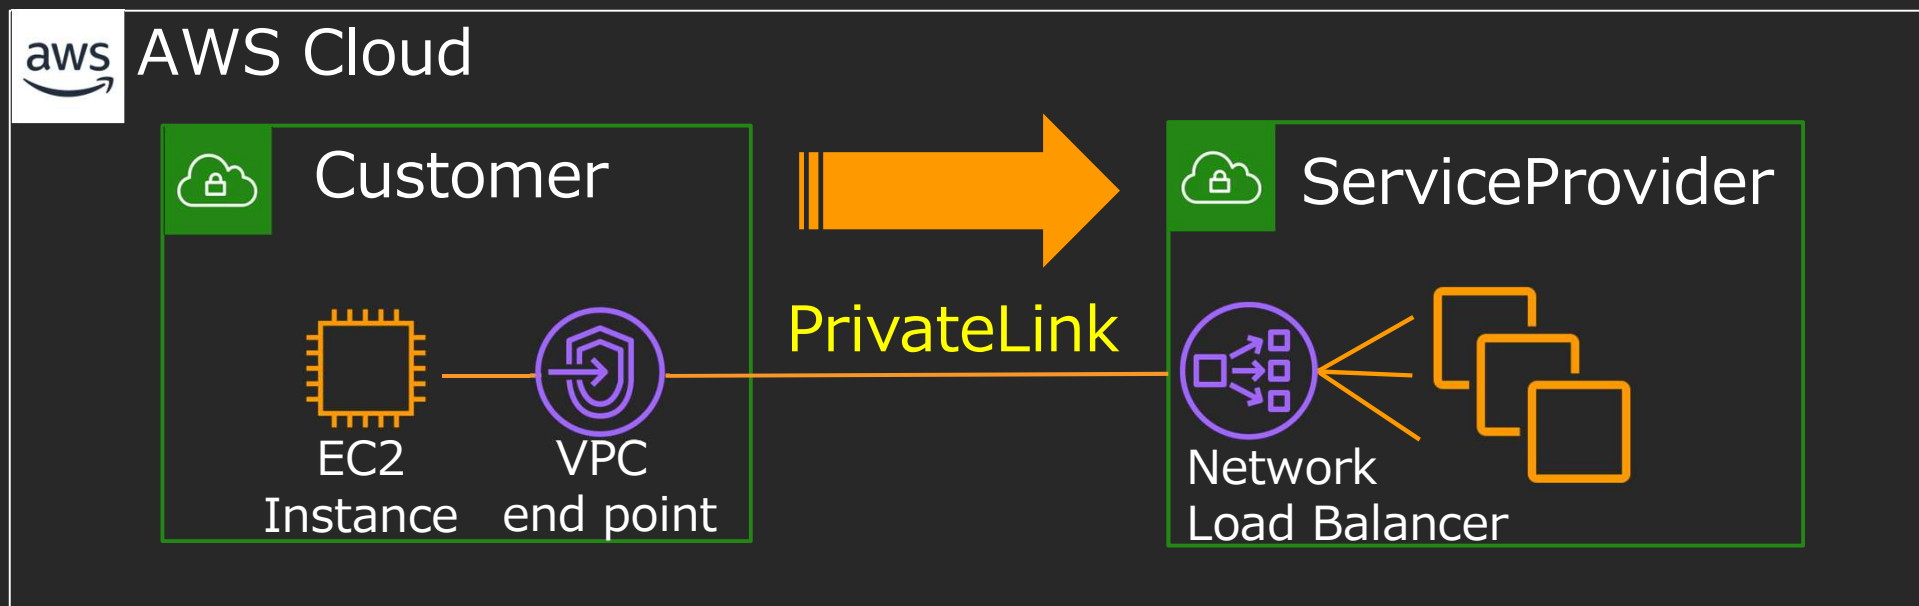 aws
AWS Cloud
Customer
ServiceProvider
PrivateLink
EC2
Instance
VPC
end point
Network
Load Balancer